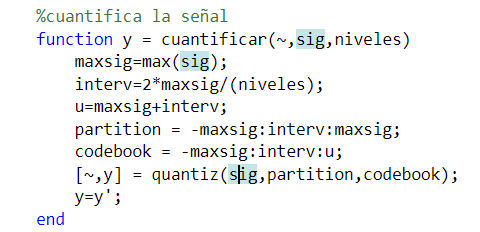 %cuantifica la señal
function y = cuantificar(~,sig,niveles)
maxsig=max(sig);
interv=2*maxsig/(niveles);
u=maxsig+interv;
partition = -maxsig:interv:maxsig;
codebook = -maxsig:interv:u;
[~,y] = quantiz(sig,partition,codebook);
y=y';
end